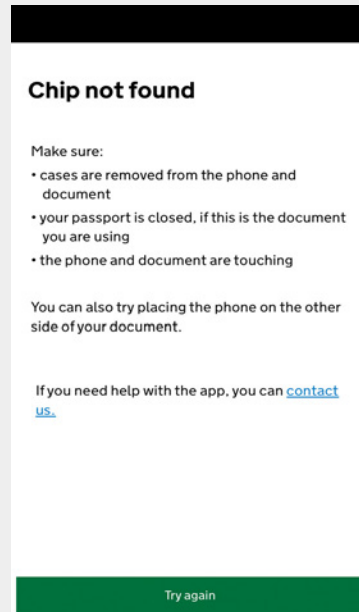 Chip not found
Make sure:
• cases are removed from the phone and
document
• your passport is closed, if this is the document
you are using
• the phone and document are touching
You can also try placing the phone on the other
side of your document.
If you need help with the app, you can contact
us.
Try again